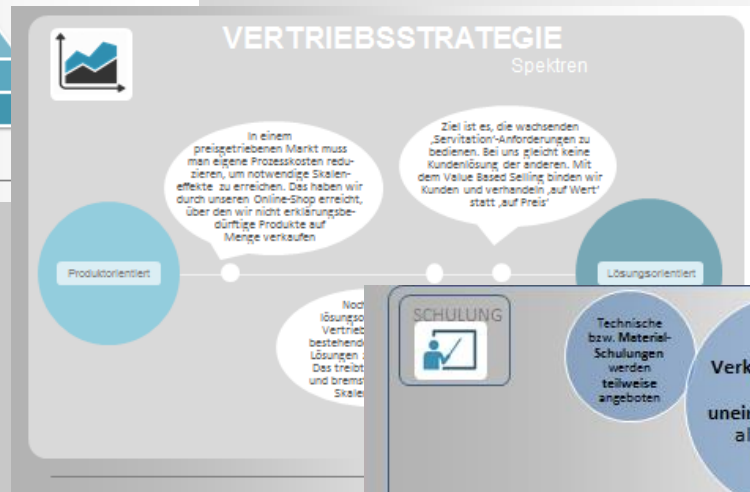 VERTRIEBSSTRATEGIE
Spektren
In einem
preisgetriebenen Markt muss
man eigene Prozesskosten redu-
zieren, um notwendige Skalen-
effekte zu erreichen. Das haben wir
durch unseren Online-Shop erreicht,
über den wir nicht erklärungsbe-
dürftige Produkte auf
Menge verkaufen
Ziel ist es, die wachsenden
‚Servitation‘-Anforderungen zu
bedienen. Bei uns gleicht keine
Kundenlösung der anderen. Mit
dem Value Based Selling binden wir
Kunden und verhandeln ‚auf Wert‘
statt ‚auf Preis‘
Produktorientiert
Lösungsorientiert
lösungso
Vertrieb
bestehend
Lösungen
Das treibt
und brems
Skale
SCHULUNG
Technische
bzw. Material-
Schulungen
werden
teilweise
angeboten
Verk
unein
al